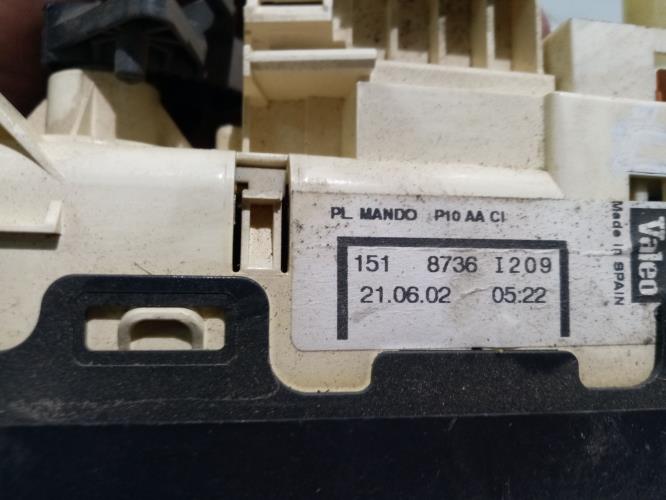 PL. MANDO P10 AA CI
151 8736 I209
21.06.02 05:22
Valeo
Made in SPAIN